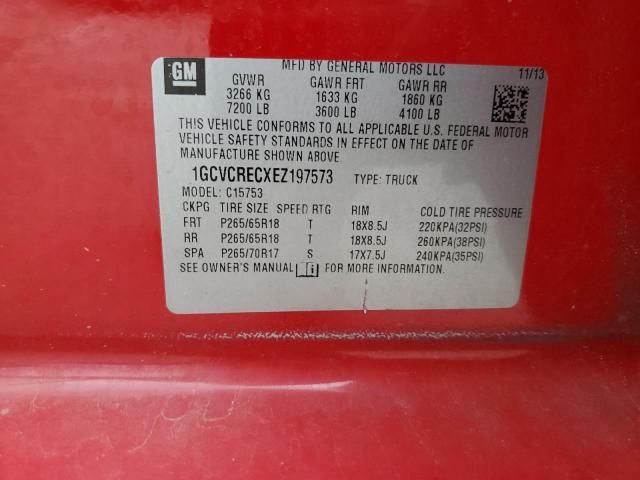 GM
MFD BY GENERAL MOTORS LLC 11/13
GVWR GAWR FRT GAWR RR
3266 KG 1633 KG 1860 KG
7200 LB 3600 LB 4100 LB
THIS VEHICLE CONFORMS TO ALL APPLICABLE U.S. FEDERAL MOTOR
VEHICLE SAFETY STANDARDS IN EFFECT ON THE DATE OF
MANUFACTURE SHOWN ABOVE.
1GCVCRECXEZ197573 TYPE: TRUCK
MODEL: C15753
CKPG TIRE SIZE SPEED RTG RIM COLD TIRE PRESSURE
FRT P265/65R18 T 18X8.5J 220KPA(32PSI)
RR P265/65R18 T 18X8.5J 260KPA(38PSI)
SPA P265/70R17 S 17X7.5J 240KPA(35PSI)
SEE OWNER'S MANUAL i FOR MORE INFORMATION.